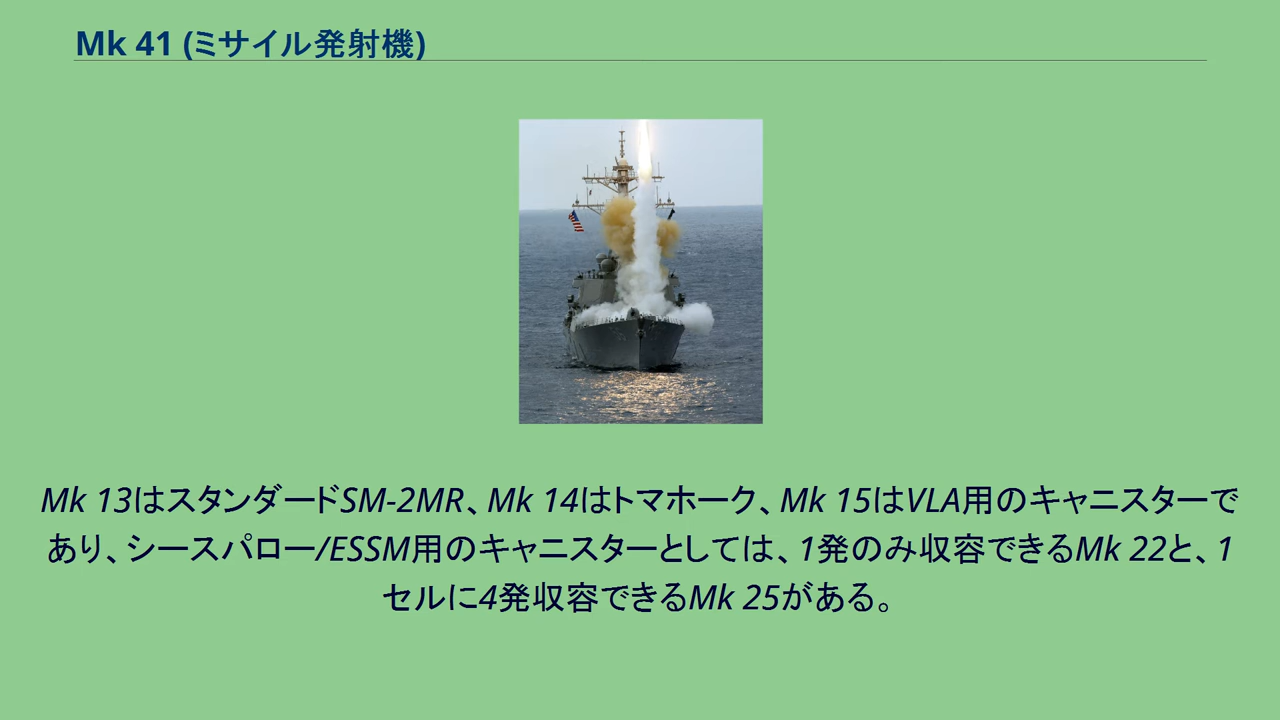 Mk 41 (ミサイル発射機)
Mk 13はスタンダードSM-2MR、Mk 14はトマホーク、Mk 15はVLA用のキャニスターで
あり、シースパロー/ESSM用のキャニスターとしては、1発のみ収容できるMk 22と、1
セルに4発収容できるMk 25がある。